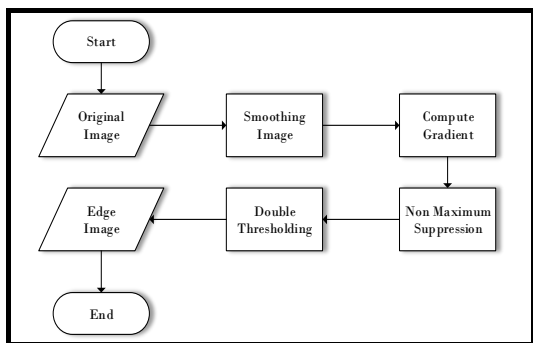 Start
Original
Image
Smoothing
Image
Compute
Gradient
Non Maximum
Suppression
Double
Thresholding
Edge
Image
End